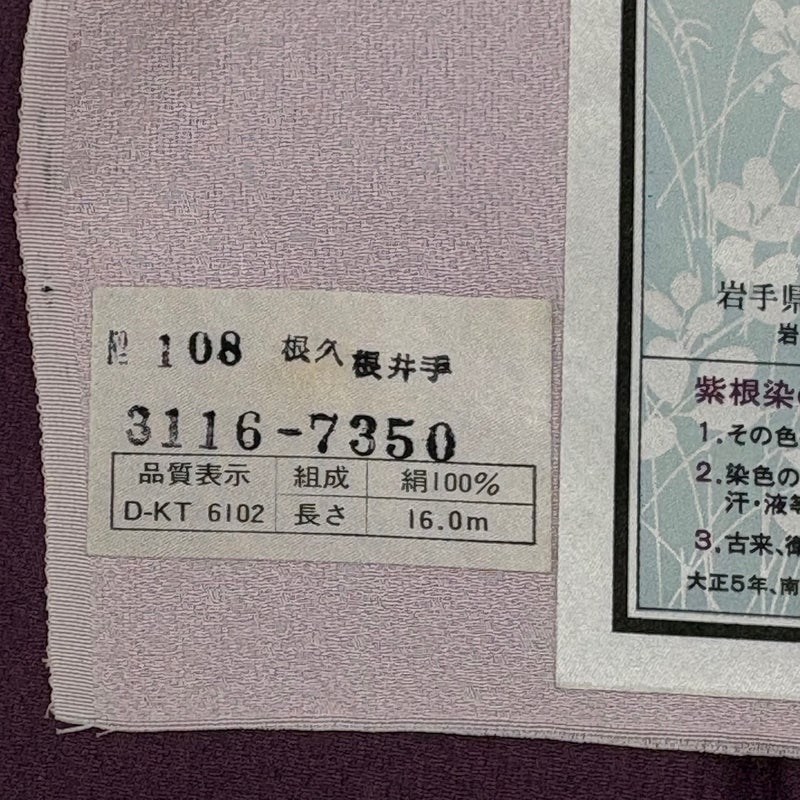 № 108 根久 根井手
3116-7350
品質表示 組成 絹100%
D-KT 6102 長さ 16.0m
岩手県
岩
紫根染の
1.その色
2.染色の
汗・液等
3.古来、
大正5年、南